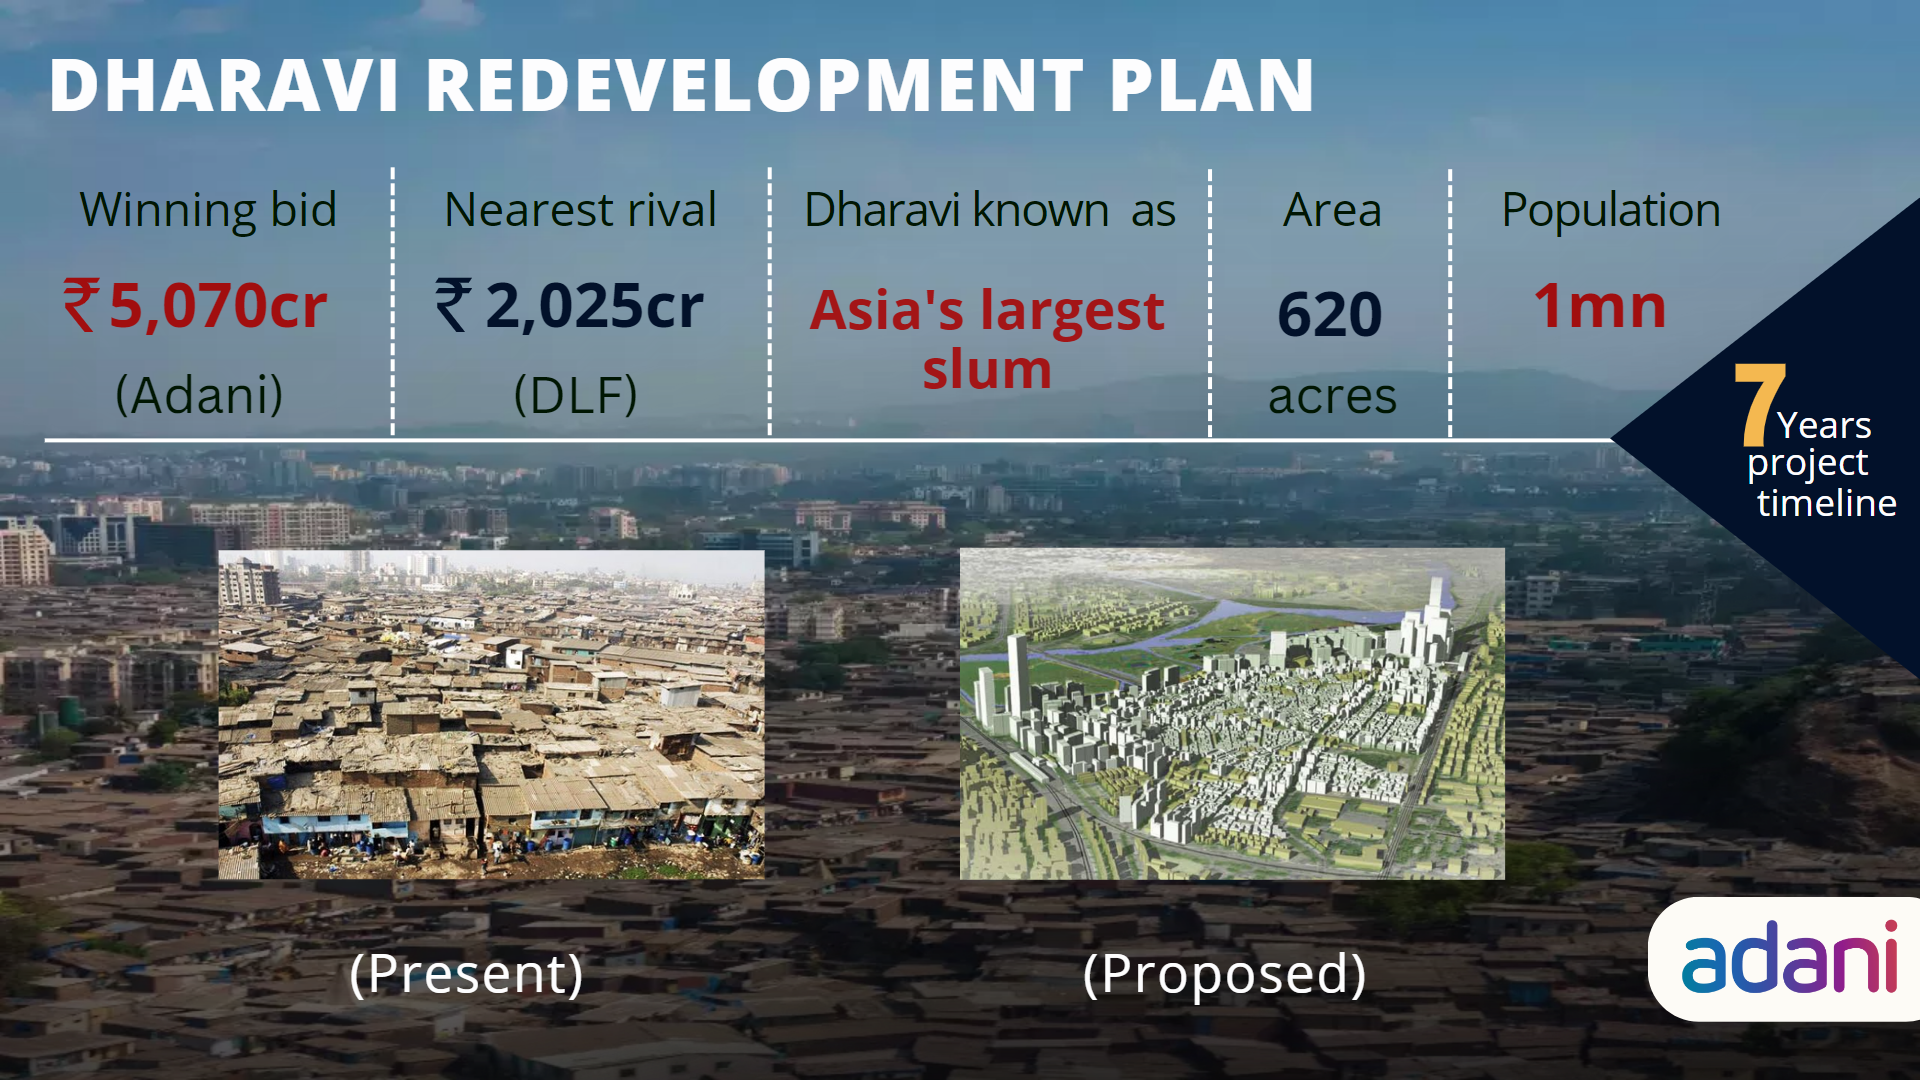 DHARAVI REDEVELOPMENT PLAN
Winning bid
₹5,070cr
(Adani)
Nearest rival
₹2,025cr
(DLF)
Dharavi known as
Asia's largest
slum
Area
620
acres
Population
1mn
7 Years
project
timeline
(Present)
(Proposed)
adani